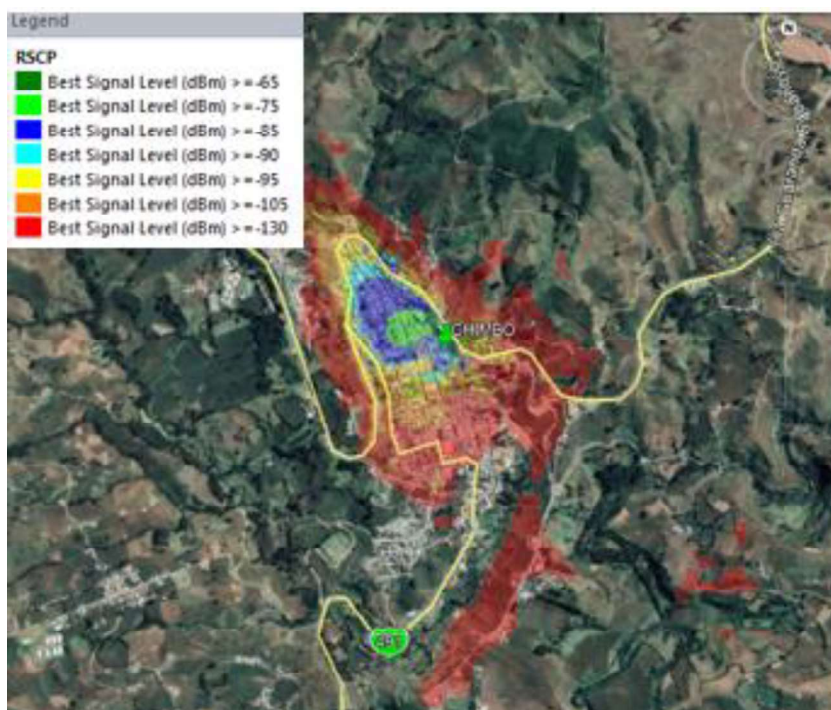 Legend
RSCP
Best Signal Level (dBm) >=-65
Best Signal Level (dBm) >=-75
Best Signal Level (dBm) >=-85
Best Signal Level (dBm) >=-90
Best Signal Level (dBm) >=-95
Best Signal Level (dBm) >=-105
Best Signal Level (dBm) >=-130
N
CHIMBO